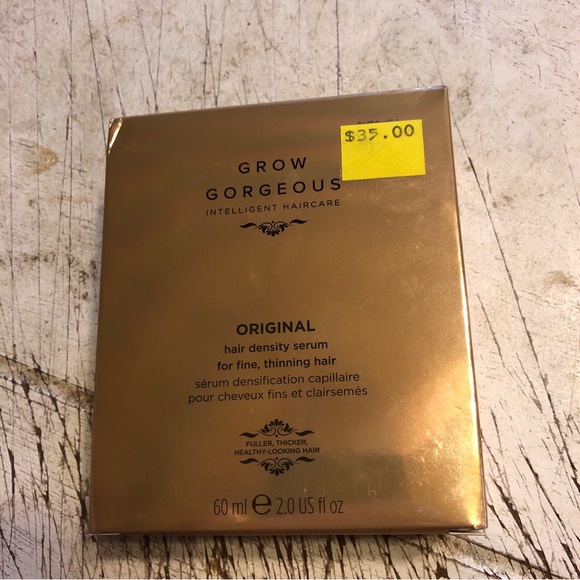 $35.00
GROW
GORGEOUS
INTELLIGENT HAIRCARE
ORIGINAL
hair density serum
for fine, thinning hair
sérum densification capillaire
pour cheveux fins et clairsemés
FULLER, THICKER,
HEALTHY-LOOKING HAIR
60 ml e 2.0 US fl oz